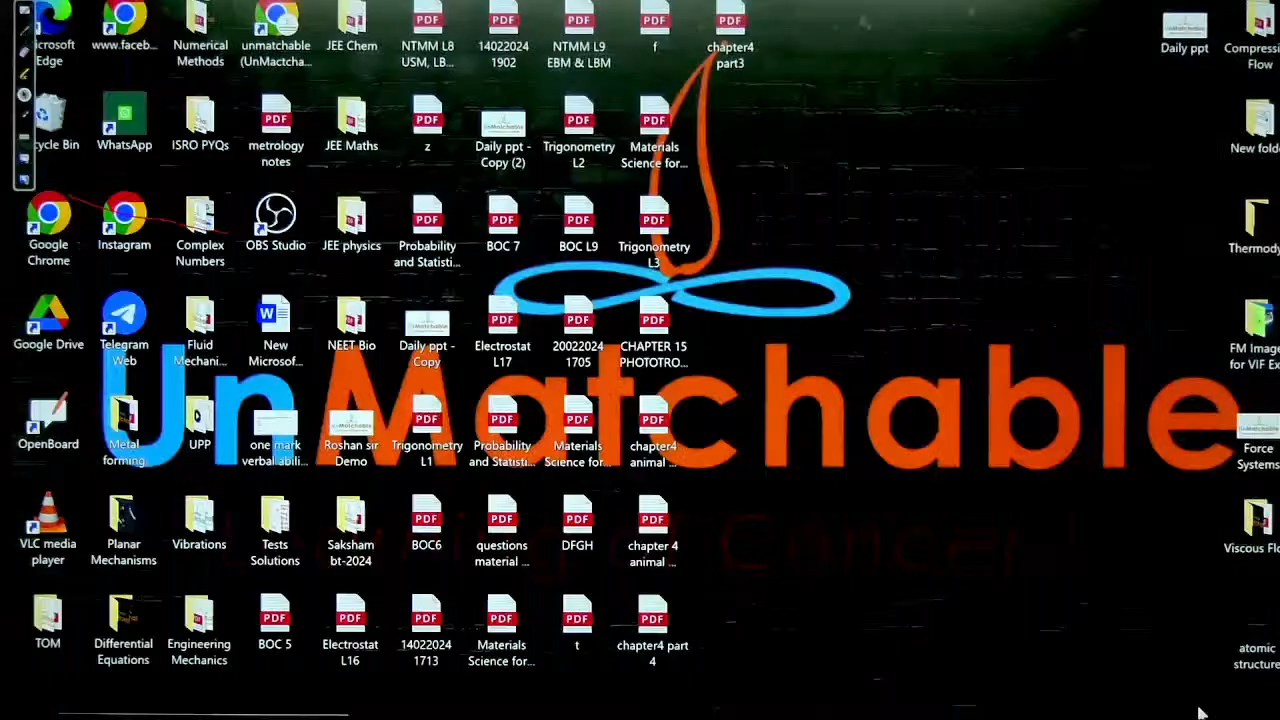 icrosoft
Edge
www.faceb...
Numerical
Methods
unmatchable
(UnMactcha...
JEE Chem
PDF
NTMM L8
USM, LB...
PDF
14022024
1902
PDF
NTMM L9
EBM & LBM
PDF
f
PDF
chapter4
part3
Daily ppt
Compressi
Flow
ycle Bin
WhatsApp
ISRO PYQs
PDF
metrology
notes
JEE Maths
PDF
z
Daily ppt -
Copy (2)
PDF
Trigonometry
L2
PDF
Materials
Science for...
New folde
Google
Chrome
Instagram
Complex
Numbers
OBS Studio
JEE physics
PDF
Probability
and Statisti...
PDF
BOC 7
PDF
BOC L9
PDF
Trigonometry
L3
Thermody
Google Drive
Telegram
Web
Fluid
Mechani...
W
New
Microsof...
NEET Bio
Daily ppt -
Copy
PDF
Electrostat
L17
PDF
20022024
1705
PDF
CHAPTER 15
PHOTOTRO...
FM Image
for VIF Ex
UnMatchable
OpenBoard
Metal
forming
UPP
one mark
verbal abili...
Roshan sir
Demo
PDF
Trigonometry
L1
PDF
Probability
and Statisti...
PDF
Materials
Science for...
PDF
chapter4
animal ...
Force
Systems
VLC media
player
Planar
Mechanisms
Vibrations
Tests
Solutions
Saksham
bt-2024
PDF
BOC6
PDF
questions
material ...
PDF
DFGH
PDF
chapter 4
animal ...
Viscous Flo
TOM
Differential
Equations
Engineering
Mechanics
PDF
BOC 5
PDF
Electrostat
L16
PDF
14022024
1713
PDF
Materials
Science for...
PDF
t
PDF
chapter4 part
4
atomic
structure